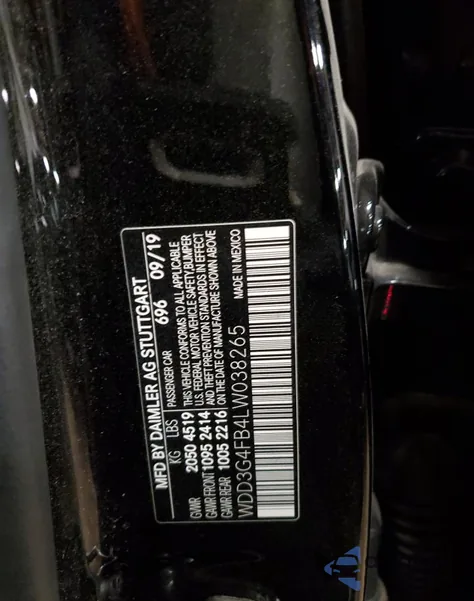 MFD BY DAIMLER AG STUTTGART
PASSENGER CAR 696 09/19
KG LBS
GVWR 2050 4519
GAWR FRONT 1095 2414
GAWR REAR 1005 2216
THIS VEHICLE CONFORMS TO ALL APPLICABLE
U.S. FEDERAL MOTOR VEHICLE SAFETY,BUMPER
AND THEFT PREVENTION STANDARDS IN EFFECT
ON THE DATE OF MANUFACTURE SHOWN ABOVE
WDD3G4FB4LW038265
MADE IN MEXICO